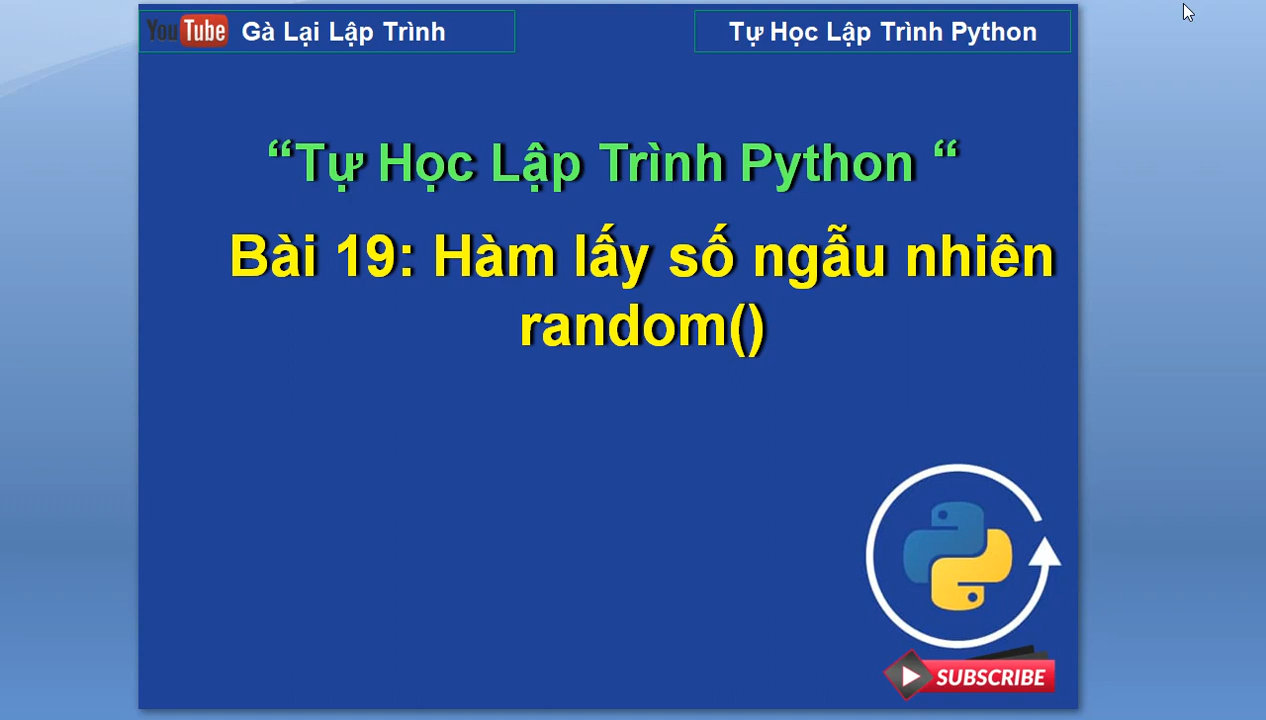 YouTube Gà Lại Lập Trình
Tự Học Lập Trình Python
“Tự Học Lập Trình Python “
Bài 19: Hàm lấy số ngẫu nhiên
random()
SUBSCRIBE